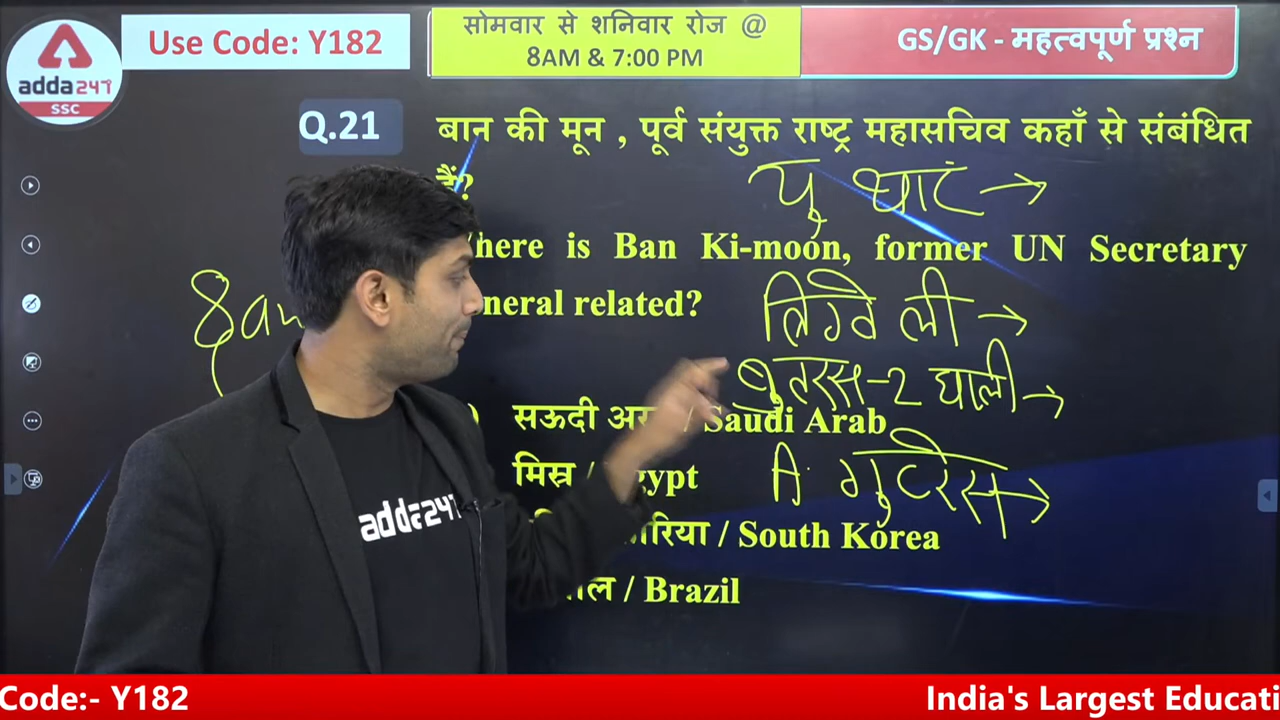 adda247
SSC
Use Code: Y182
सोमवार से शनिवार रोज @
8AM & 7:00 PM
GS/GK - महत्वपूर्ण प्रश्न
Q.21
बान की मून , पूर्व संयुक्त राष्ट्र महासचिव कहाँ से संबंधित
हैं?
यु थांट →
here is Ban Ki-moon, former UN Secretary
neral related?
Ban
त्रिग्वे ली →
बुतरस-2 घाली →
सऊदी / Saudi Arab
A. गुटेरेस →
मिस्र / gypt
रिया / South Korea
/ Brazil
adda247
Code:- Y182
India's Largest Educati